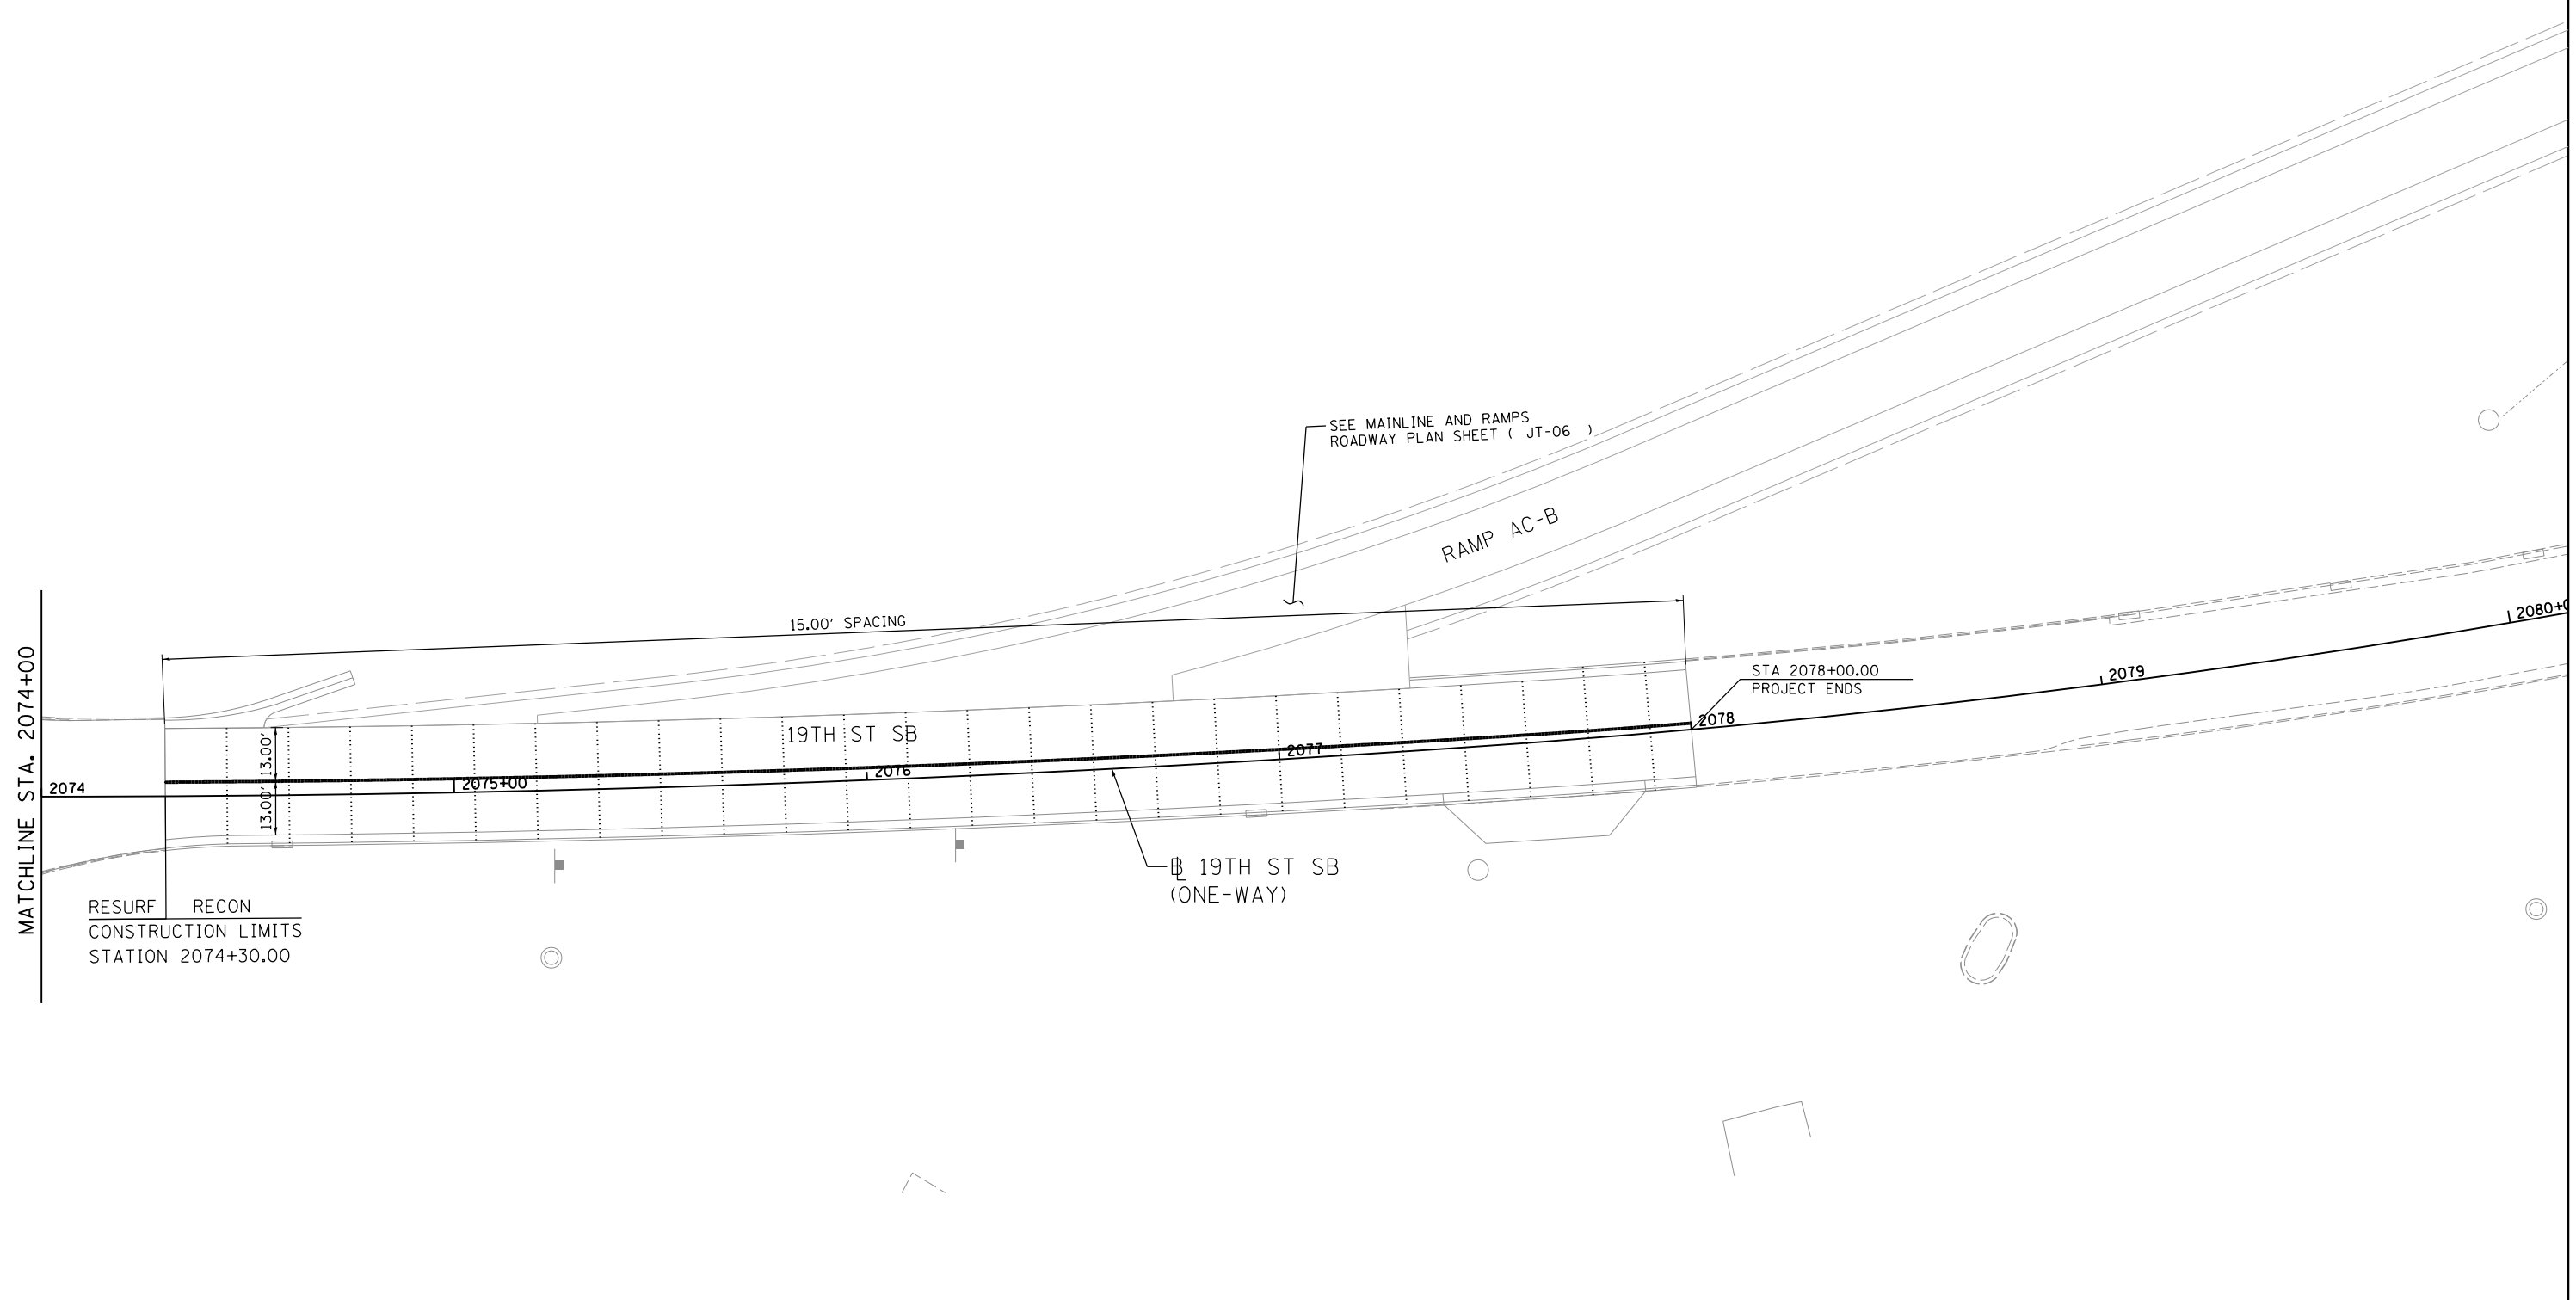 SEE MAINLINE AND RAMPS
ROADWAY PLAN SHEET ( JT-06 )
RAMP AC-B
15.00' SPACING
2080+0
2079
STA 2078+00.00
PROJECT ENDS
2078
19TH ST SB
13.00'
13.00'
2077
2076
2075+00
2074
MATCHLINE STA. 2074+00
B 19TH ST SB
(ONE-WAY)
RESURF RECON
CONSTRUCTION LIMITS
STATION 2074+30.00